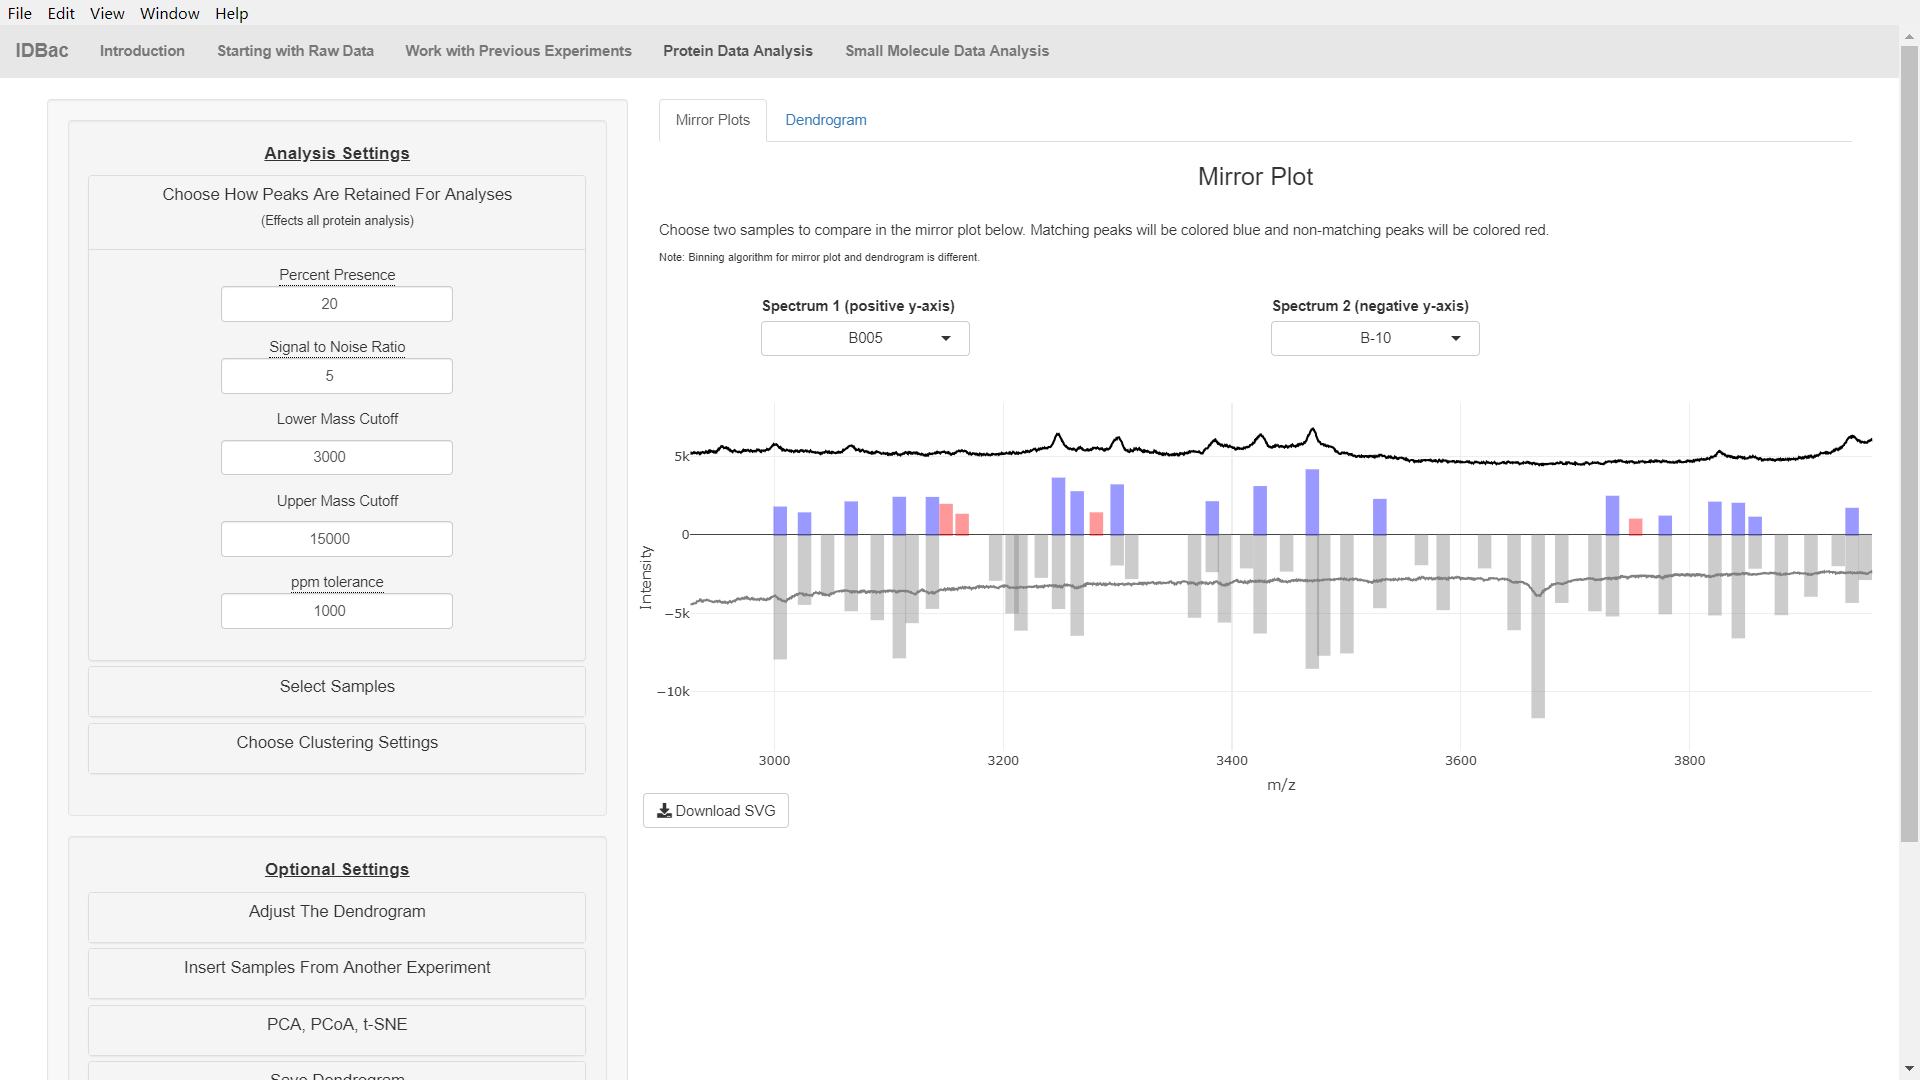 File Edit View Window Help
IDBac Introduction Starting with Raw Data Work with Previous Experiments Protein Data Analysis Small Molecule Data Analysis
Analysis Settings
Choose How Peaks Are Retained For Analyses
(Effects all protein analysis)
Percent Presence
20
Signal to Noise Ratio
5
Lower Mass Cutoff
3000
Upper Mass Cutoff
15000
ppm tolerance
1000
Select Samples
Choose Clustering Settings
Optional Settings
Adjust The Dendrogram
Insert Samples From Another Experiment
PCA, PCoA, t-SNE
Save Dendrogram
Mirror Plots Dendrogram
Mirror Plot
Choose two samples to compare in the mirror plot below. Matching peaks will be colored blue and non-matching peaks will be colored red.
Note: Binning algorithm for mirror plot and dendrogram is different.
Spectrum 1 (positive y-axis) Spectrum 2 (negative y-axis)
B005 B-10
5k
0
−5k
−10k
Intensity
3000 3200 3400 3600 3800
m/z
Download SVG